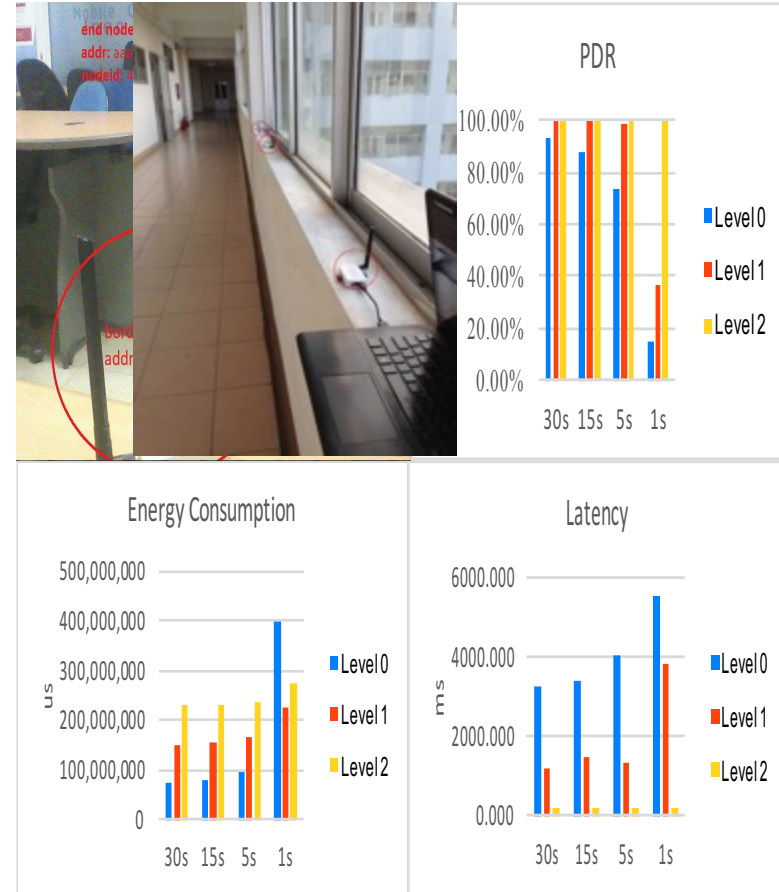 Mobile
end node
addr: aa
nodeid: 4
bord
addr
PDR
100.00%
80.00%
60.00%
40.00%
20.00%
0.00%
30s 15s 5s 1s
Level 0
Level 1
Level 2
Energy Consumption
500,000,000
400,000,000
300,000,000
200,000,000
100,000,000
0
us
30s 15s 5s 1s
Level 0
Level 1
Level 2
Latency
6000.000
4000.000
2000.000
0.000
ms
30s 15s 5s 1s
Level 0
Level 1
Level 2